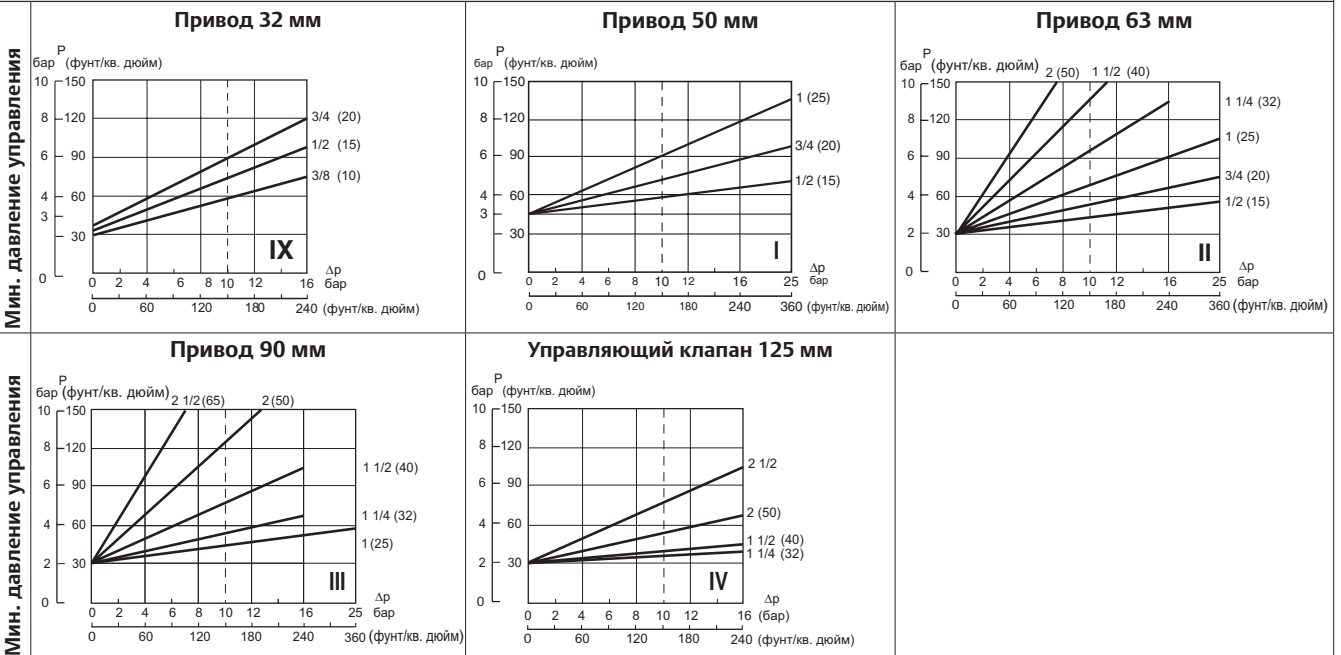 Мин. давление управления
Привод 32 мм
P
бар (фунт/кв. дюйм)
10 150
8 120
6 90
4 60
3
30
0
3/4 (20)
1/2 (15)
3/8 (10)
IX
Δp
0 2 4 6 8 10 12 16 бар
0 60 120 180 240 (фунт/кв. дюйм)
Привод 50 мм
P
бар (фунт/кв. дюйм)
10 150
8 120
6 90
4 60
3
30
0
1 (25)
3/4 (20)
1/2 (15)
I
Δp
0 2 4 6 8 10 12 16 25 бар
0 60 120 180 240 360 (фунт/кв. дюйм)
Привод 63 мм
P
бар (фунт/кв. дюйм)
2 (50) 1 1/2 (40)
10 150
8 120
6 90
4 60
2 30
0
1 1/4 (32)
1 (25)
3/4 (20)
1/2 (15)
II
Δp
0 2 4 6 8 10 12 16 25 бар
0 60 120 180 240 360 (фунт/кв. дюйм)
Мин. давление управления
Привод 90 мм
P
бар (фунт/кв. дюйм)
2 1/2 (65) 2 (50)
10 150
8 120
6 90
4 60
2 30
0
1 1/2 (40)
1 1/4 (32)
1 (25)
III
Δp
0 2 4 6 8 10 12 16 25 бар
0 60 120 180 240 360 (фунт/кв. дюйм)
Управляющий клапан 125 мм
P
бар (фунт/кв. дюйм)
10 150
8 120
6 90
4 60
2 30
0
2 1/2
2 (50)
1 1/2 (40)
1 1/4 (32)
IV
Δp
0 2 4 6 8 10 12 16 (бар)
0 60 120 180 240 (фунт/кв. дюйм)